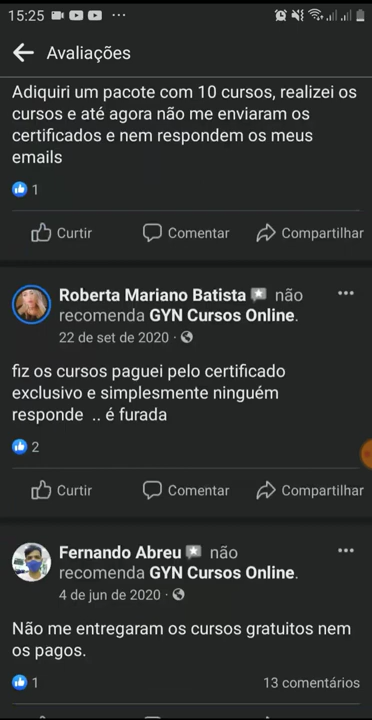 15:25
Avaliações
Adiquiri um pacote com 10 cursos, realizei os
cursos e até agora não me enviaram os
certificados e nem respondem os meus
emails
1
Curtir Comentar Compartilhar
Roberta Mariano Batista não
recomenda GYN Cursos Online.
22 de set de 2020 ·
fiz os cursos paguei pelo certificado
exclusivo e simplesmente ninguém
responde .. é furada
2
Curtir Comentar Compartilhar
Fernando Abreu não
recomenda GYN Cursos Online.
4 de jun de 2020 ·
Não me entregaram os cursos gratuitos nem
os pagos.
1 13 comentários